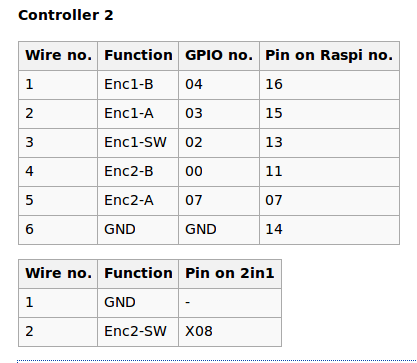 Controller 2
Wire no. Function GPIO no. Pin on Raspi no.
1 Enc1-B 04 16
2 Enc1-A 03 15
3 Enc1-SW 02 13
4 Enc2-B 00 11
5 Enc2-A 07 07
6 GND GND 14
Wire no. Function Pin on 2in1
1 GND -
2 Enc2-SW X08